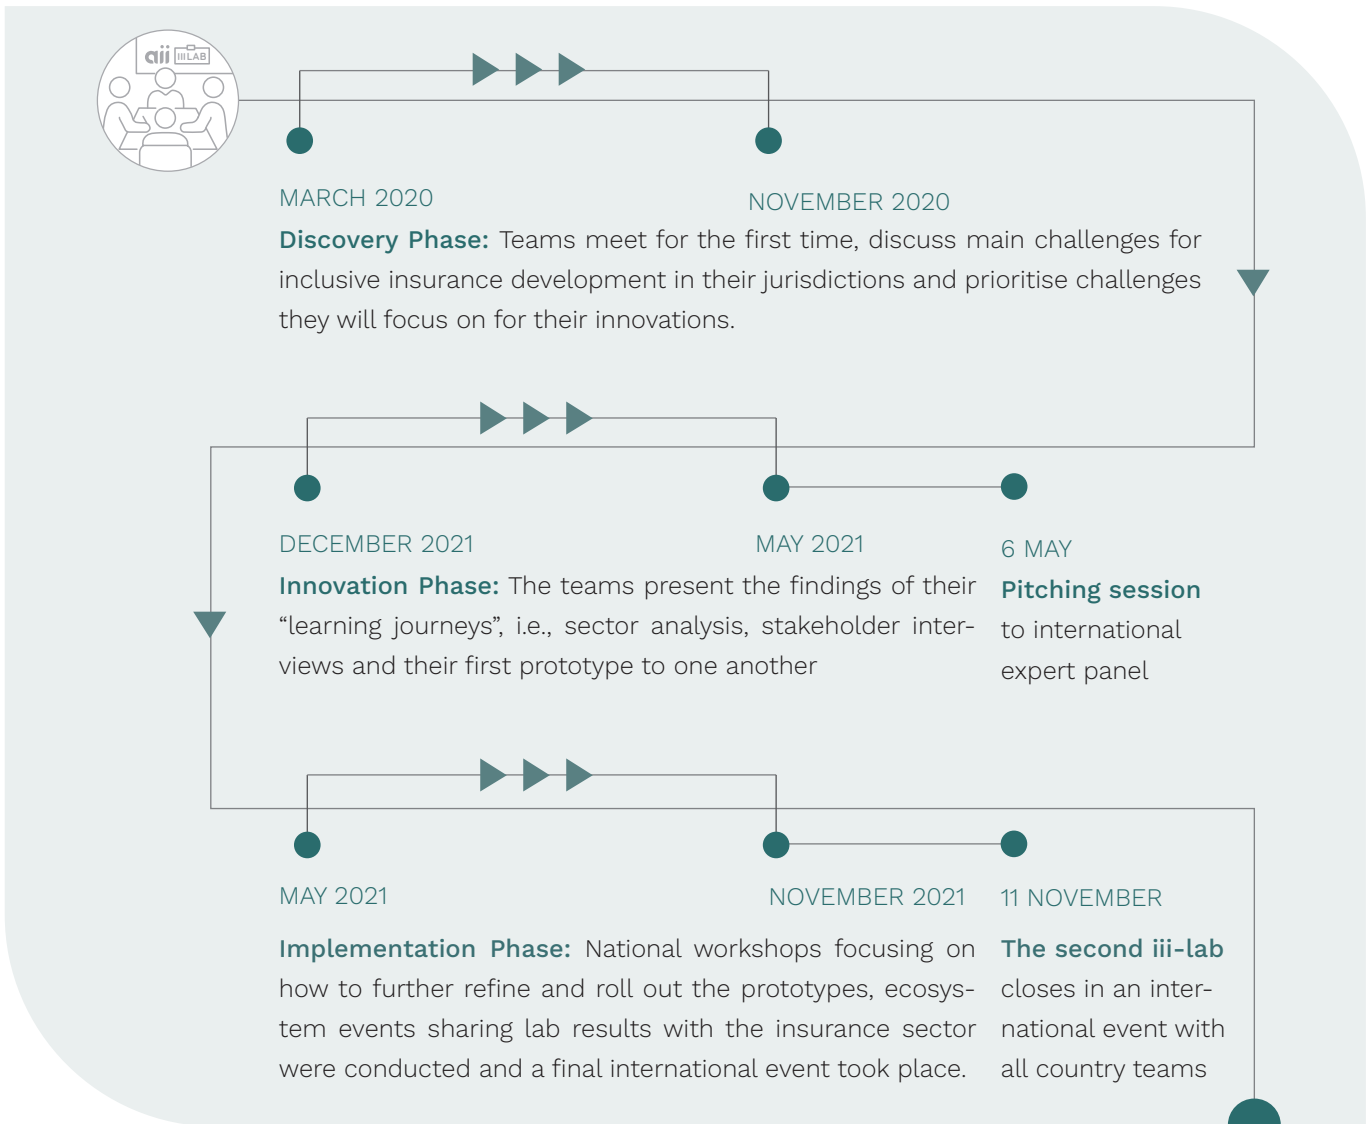 aii iii LAB
MARCH 2020
NOVEMBER 2020
Discovery Phase: Teams meet for the first time, discuss main challenges for
inclusive insurance development in their jurisdictions and prioritise challenges
they will focus on for their innovations.
DECEMBER 2021
MAY 2021
Innovation Phase: The teams present the findings of their
“learning journeys”, i.e., sector analysis, stakeholder inter-
views and their first prototype to one another
6 MAY
Pitching session
to international
expert panel
MAY 2021
NOVEMBER 2021
Implementation Phase: National workshops focusing on
how to further refine and roll out the prototypes, ecosys-
tem events sharing lab results with the insurance sector
were conducted and a final international event took place.
11 NOVEMBER
The second iii-lab
closes in an inter-
national event with
all country teams